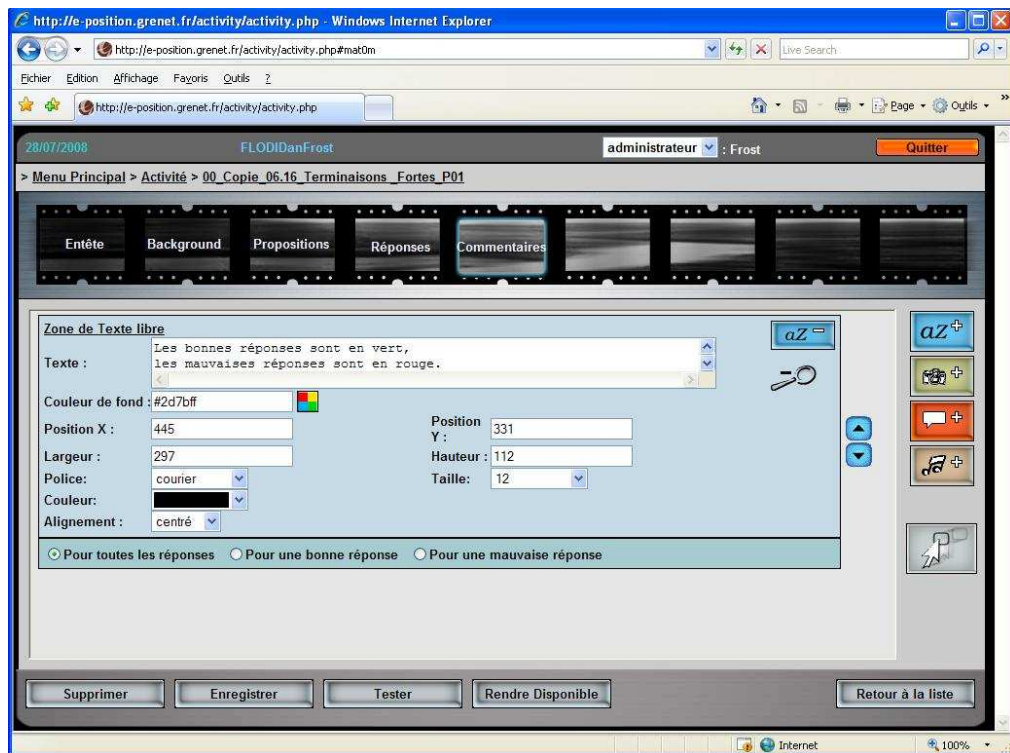 http://e-position.grenet.fr/activity/activity.php - Windows Internet Explorer
http://e-position.grenet.fr/activity/activity.php#mat0m
Live Search
Fichier Edition Affichage Favoris Outils ?
http://e-position.grenet.fr/activity/activity.php
Page Outils »
28/07/2008 FLODIDanFrost administrateur : Frost Quitter
> Menu Principal > Activité > 00_Copie_06.16_Terminaisons _Fortes_P01
Entête Background Propositions Réponses Commentaires
Zone de Texte libre
aZ -
aZ +
Texte :
Les bonnes réponses sont en vert,
les mauvaises réponses sont en rouge.
Couleur de fond : #2d7bff
Position X : 445 Position Y : 331
Largeur : 297 Hauteur : 112
Police: courier Taille: 12
Couleur:
Alignement : centré
Pour toutes les réponses Pour une bonne réponse Pour une mauvaise réponse
Supprimer Enregistrer Tester Rendre Disponible Retour à la liste
Internet 100%